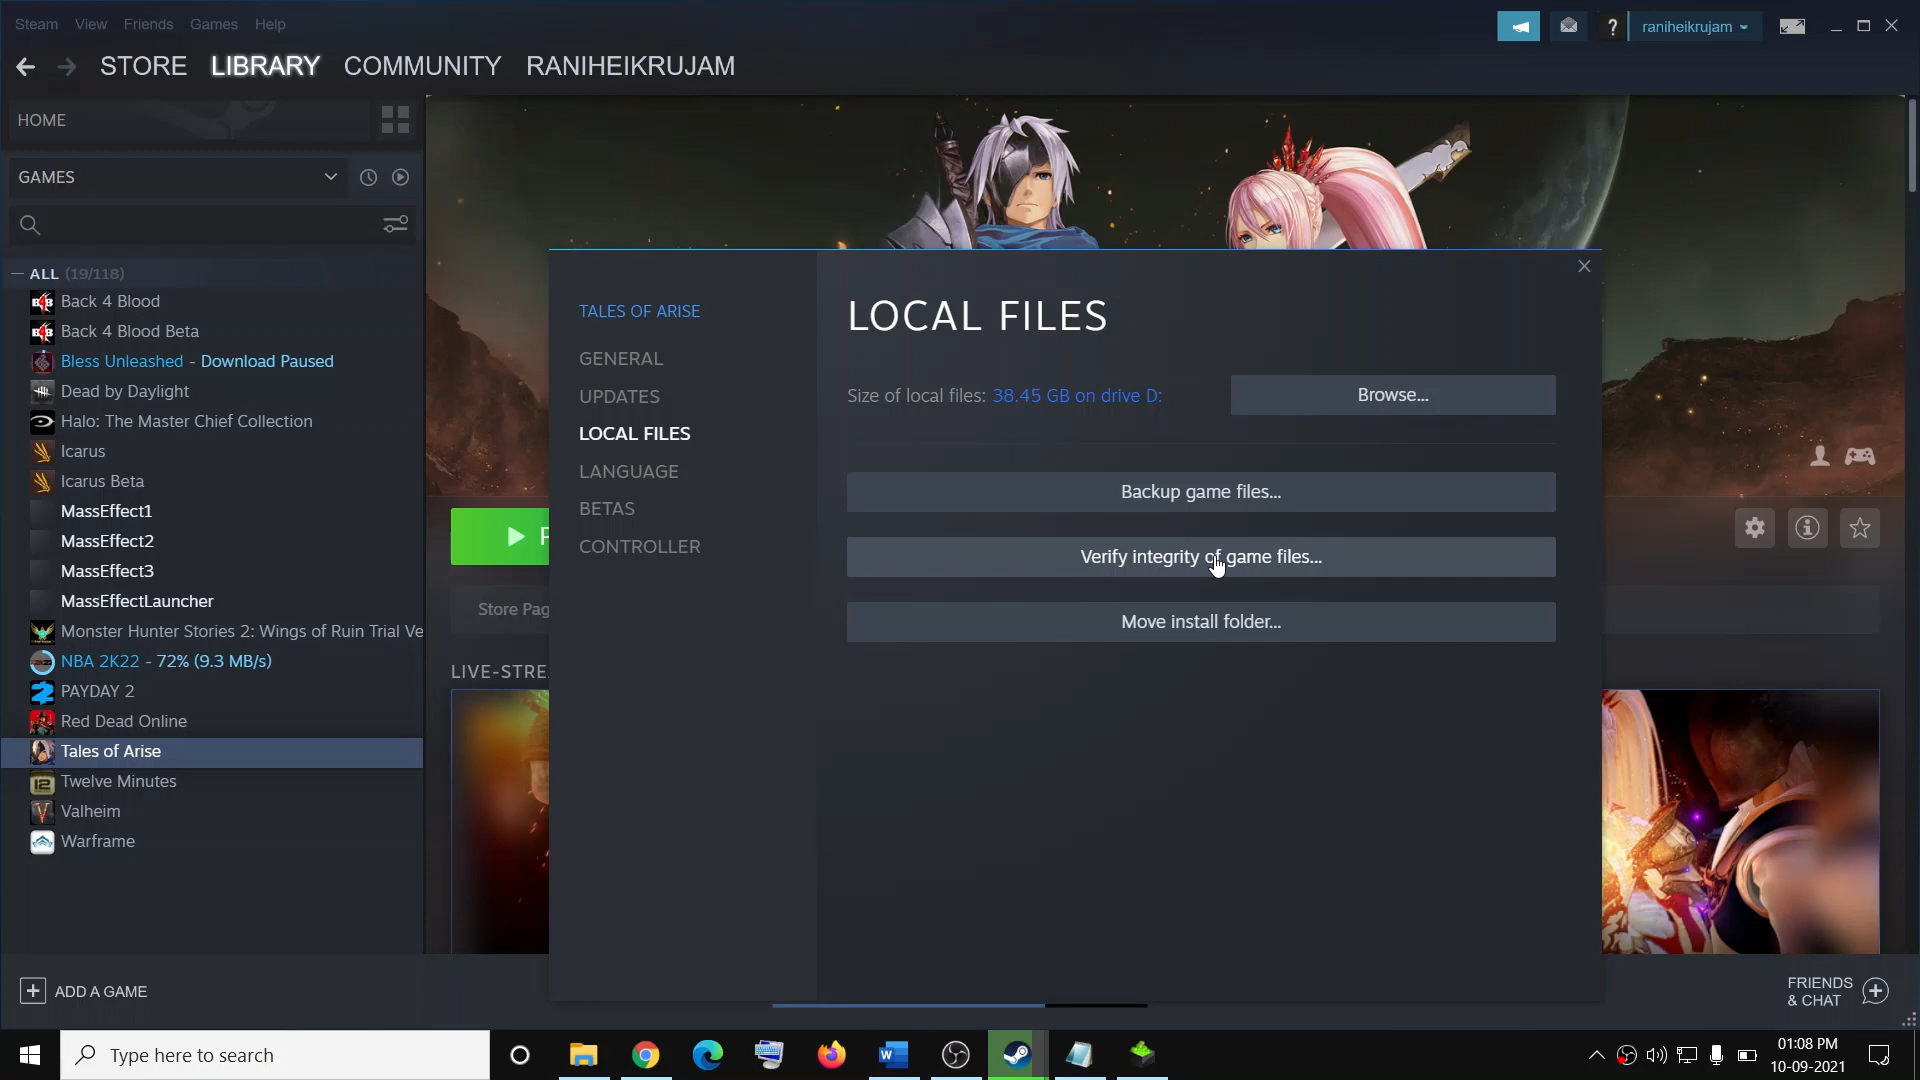 Steam View Friends Games Help
raniheikrujam
STORE LIBRARY COMMUNITY RANIHEIKRUJAM
HOME
GAMES
ALL (19/118)
Back 4 Blood
Back 4 Blood Beta
Bless Unleashed - Download Paused
Dead by Daylight
Halo: The Master Chief Collection
Icarus
Icarus Beta
MassEffect1
MassEffect2
MassEffect3
MassEffectLauncher
Monster Hunter Stories 2: Wings of Ruin Trial Ve
NBA 2K22 - 72% (9.3 MB/s)
PAYDAY 2
Red Dead Online
Tales of Arise
Twelve Minutes
Valheim
Warframe
ADD A GAME
Store Pag
LIVE-STRE
TALES OF ARISE
GENERAL
UPDATES
LOCAL FILES
LANGUAGE
BETAS
CONTROLLER
LOCAL FILES
Size of local files: 38.45 GB on drive D:
Browse...
Backup game files...
Verify integrity of game files...
Move install folder...
FRIENDS
& CHAT
Type here to search
01:08 PM
10-09-2021